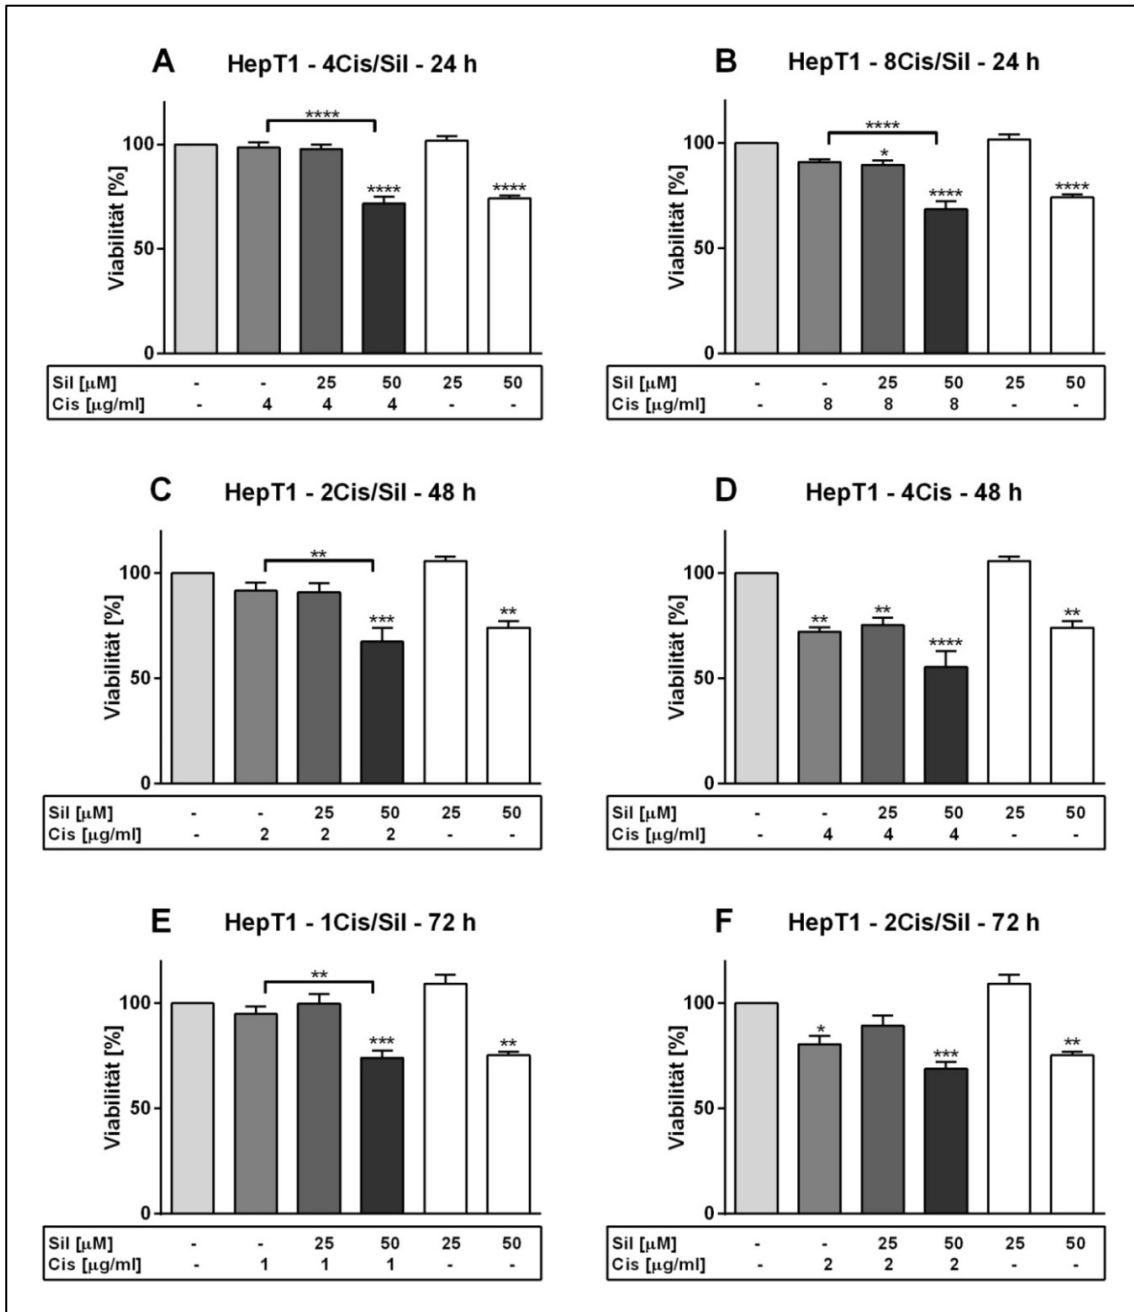 A HepT1 - 4Cis/Sil - 24 h
Viabilität [%]
100
50
0
****
****
****
Sil [µM] - - 25 50 25 50
Cis [µg/ml] - 4 4 4 - -
B HepT1 - 8Cis/Sil - 24 h
Viabilität [%]
100
50
0
****
*
****
****
Sil [µM] - - 25 50 25 50
Cis [µg/ml] - 8 8 8 - -
C HepT1 - 2Cis/Sil - 48 h
Viabilität [%]
100
50
0
**
***
**
Sil [µM] - - 25 50 25 50
Cis [µg/ml] - 2 2 2 - -
D HepT1 - 4Cis - 48 h
Viabilität [%]
100
50
0
**
**
****
**
Sil [µM] - - 25 50 25 50
Cis [µg/ml] - 4 4 4 - -
E HepT1 - 1Cis/Sil - 72 h
Viabilität [%]
100
50
0
**
***
**
Sil [µM] - - 25 50 25 50
Cis [µg/ml] - 1 1 1 - -
F HepT1 - 2Cis/Sil - 72 h
Viabilität [%]
100
50
0
*
***
**
Sil [µM] - - 25 50 25 50
Cis [µg/ml] - 2 2 2 - -